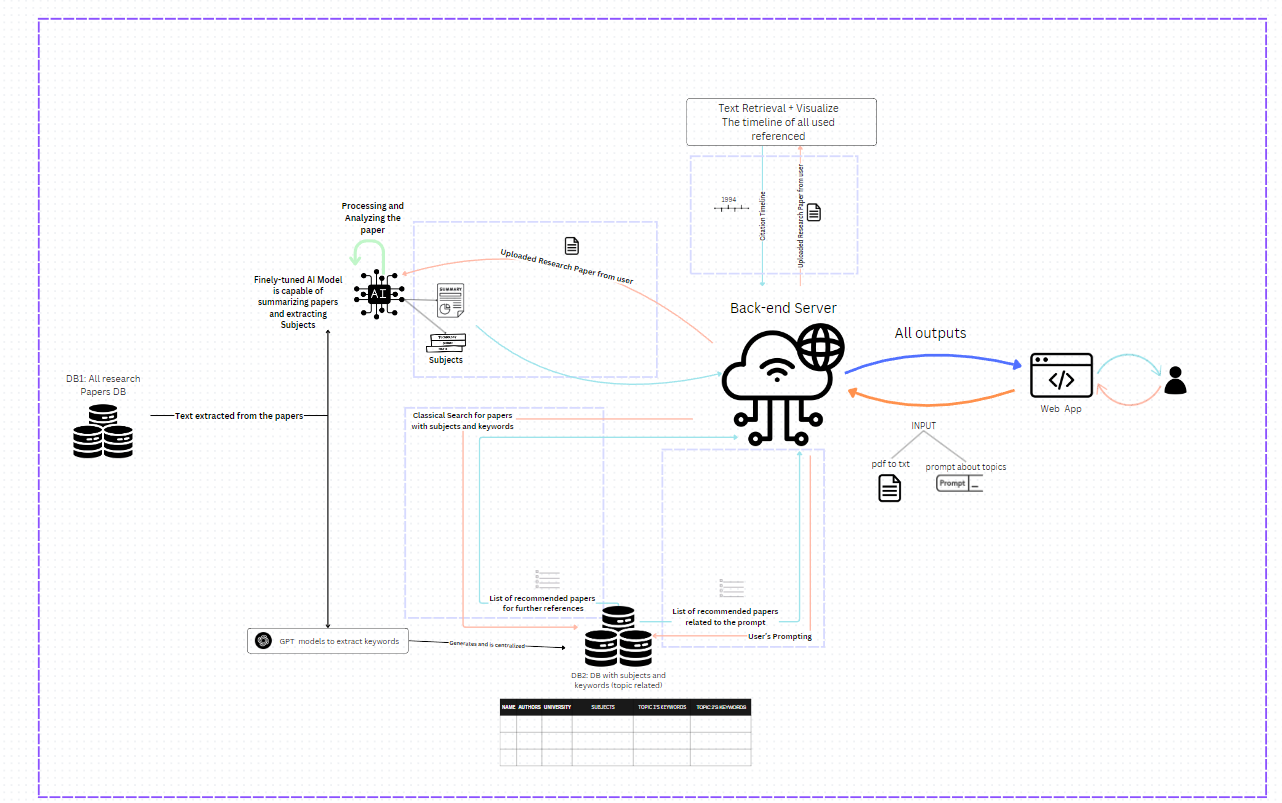 Text Retrieval + Visualize
The timeline of all used
referenced
1994
Citation Timeline
Uploaded Research Paper from user
Processing and
Analyzing the
paper
Uploaded Research Paper from user
Finely-tuned AI Model
is capable of
summarizing papers
and extracting
Subjects
AI
SUMMARY
Subjects
Back-end Server
All outputs
Web App
INPUT
pdf to txt
prompt about topics
Prompt
DB1: All research
Papers DB
Text extracted from the papers
Classical Search for papers
with subjects and keywords
List of recommended papers
for further references
List of recommended papers
related to the prompt
User's Prompting
GPT models to extract keywords
Generates and is centralized
DB2: DB with subjects and
keywords (topic related)
NAME AUTHORS UNIVERSITY SUBJECTS TOPIC 1'S KEYWORDS TOPIC 2'S KEYWORDS